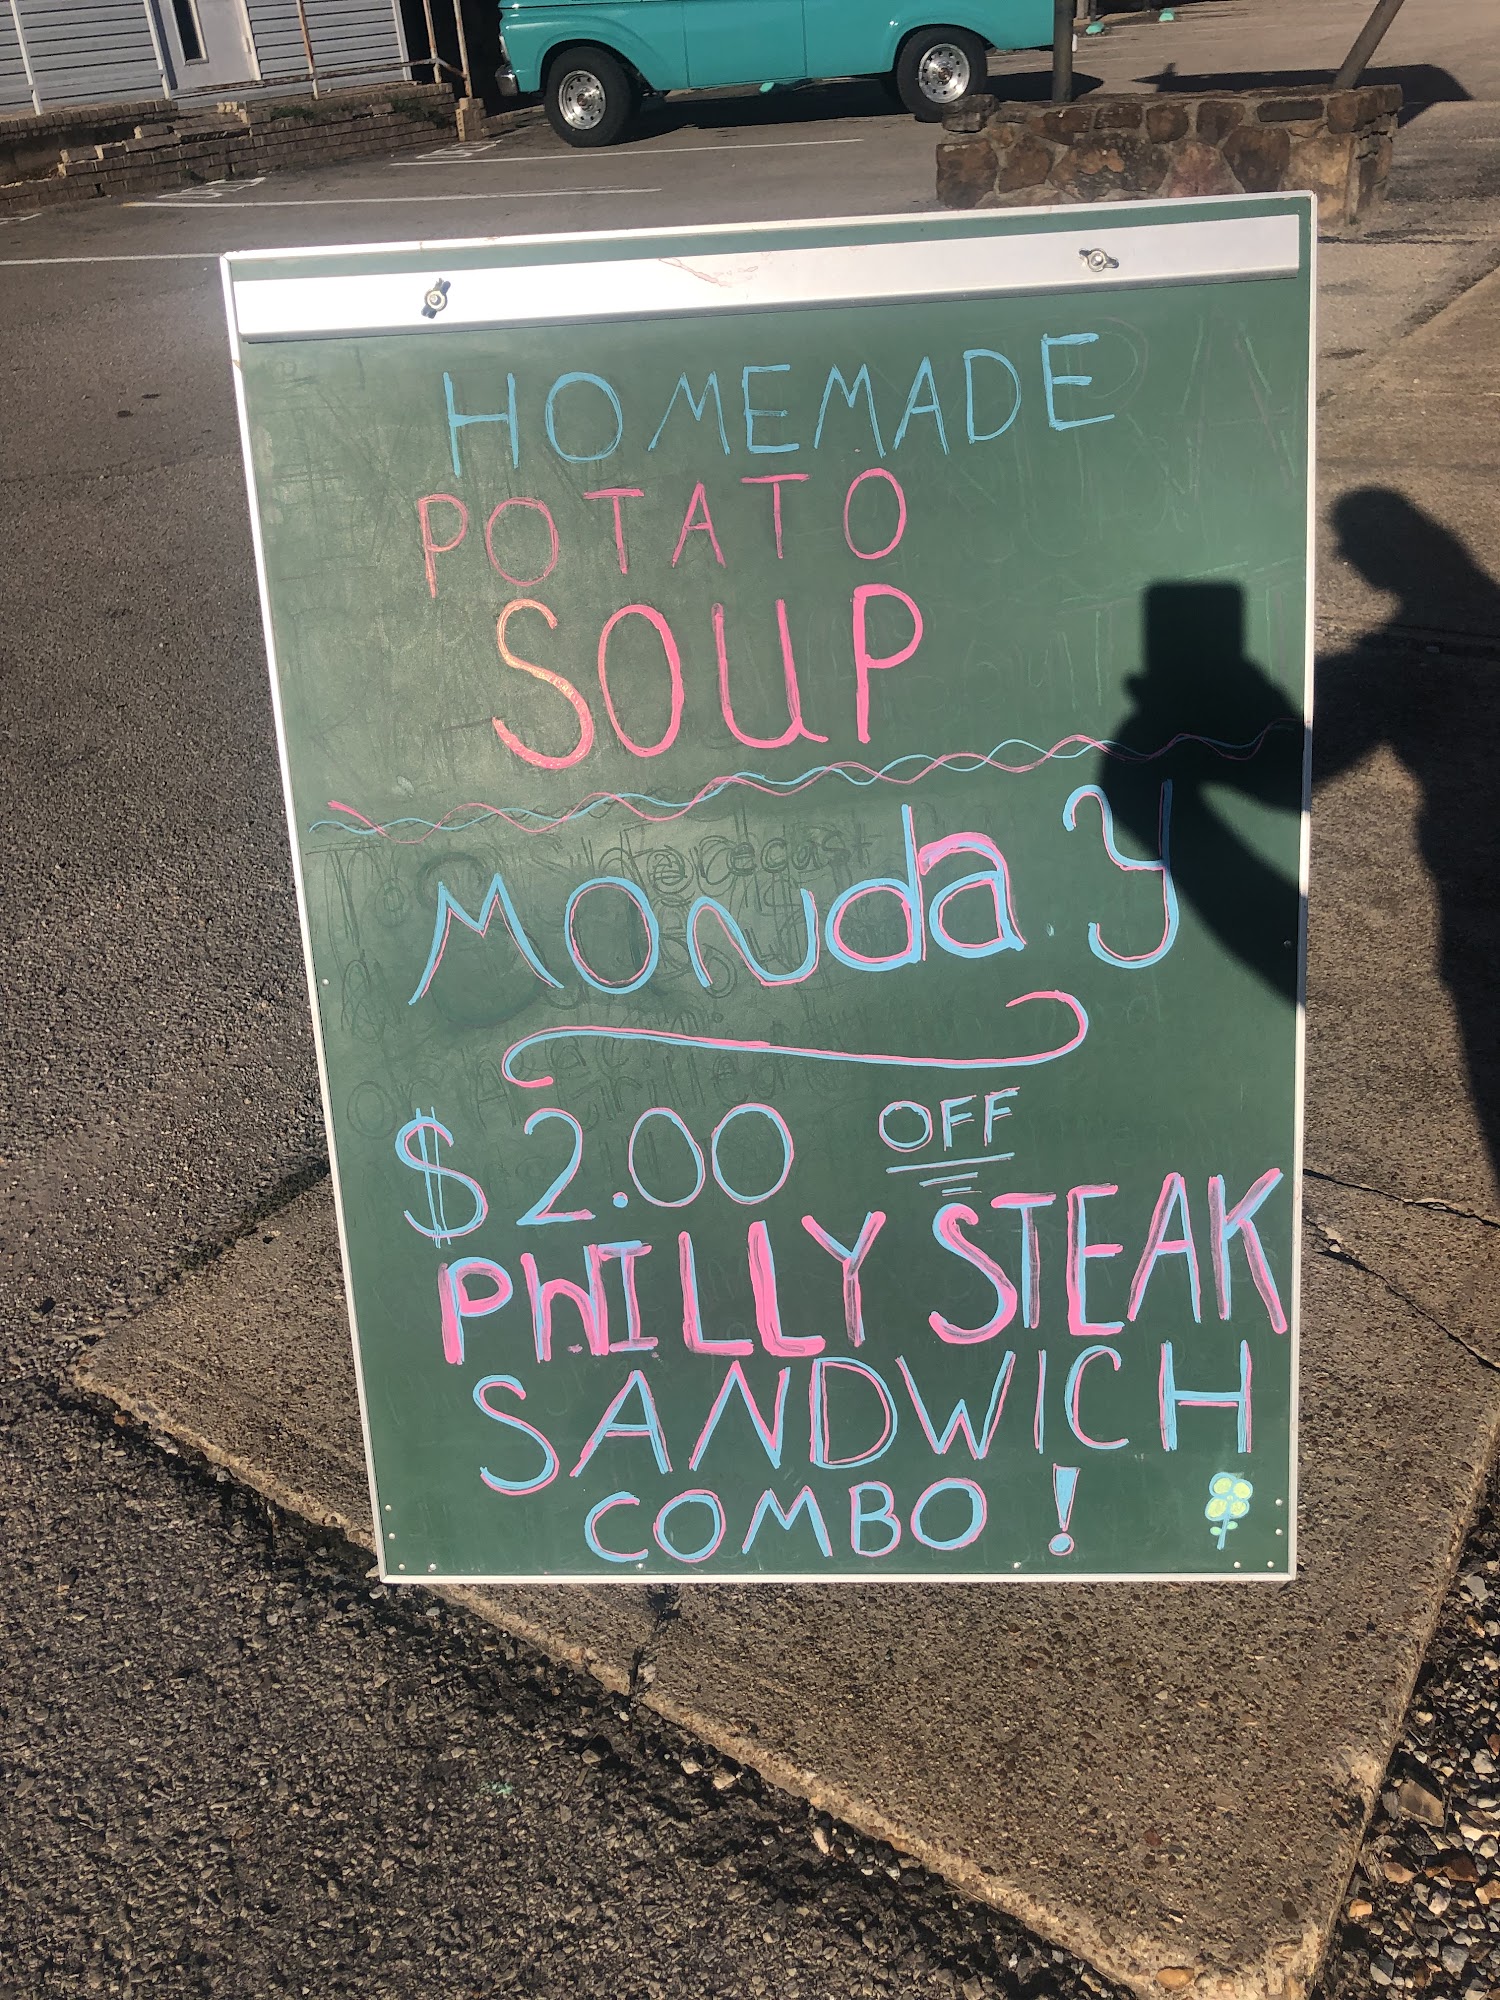 HOMEMADE
POTATO
SOUP
Monday
$2.00 OFF
PhILLY STEAK
SANDWICH
COMBO!